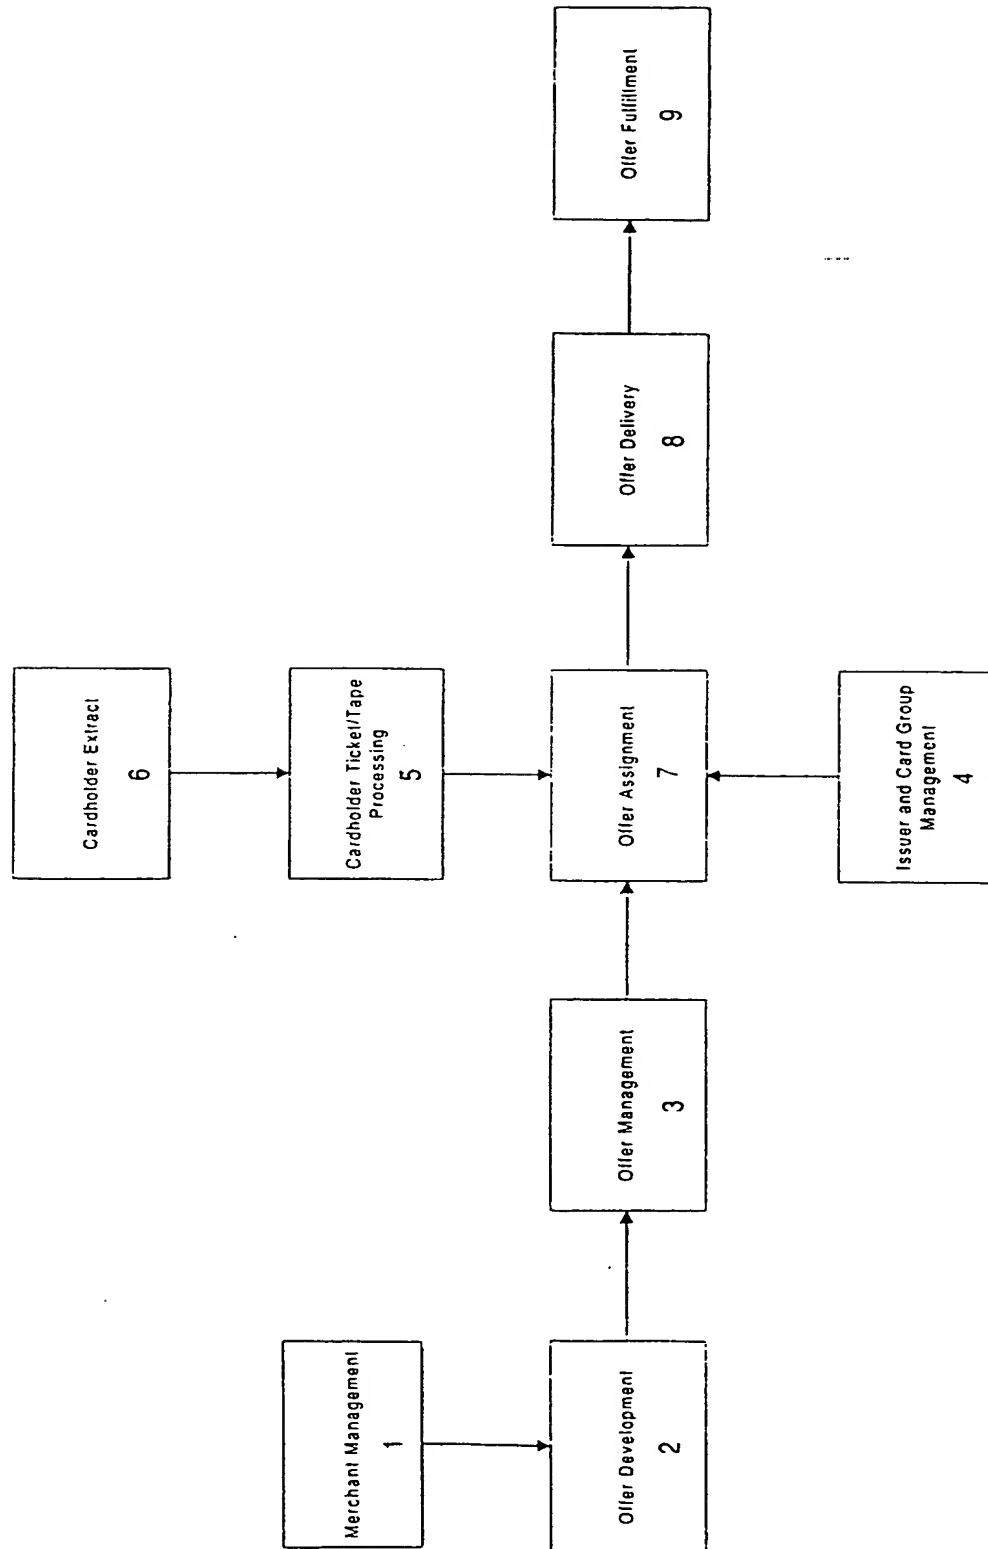 Cardholder Extract
6
Cardholder Ticket/Tape
Processing
5
Merchant Management
1
Offer Development
2
Offer Management
3
Offer Assignment
7
Offer Delivery
8
Offer Fulfillment
9
Issuer and Card Group
Management
4